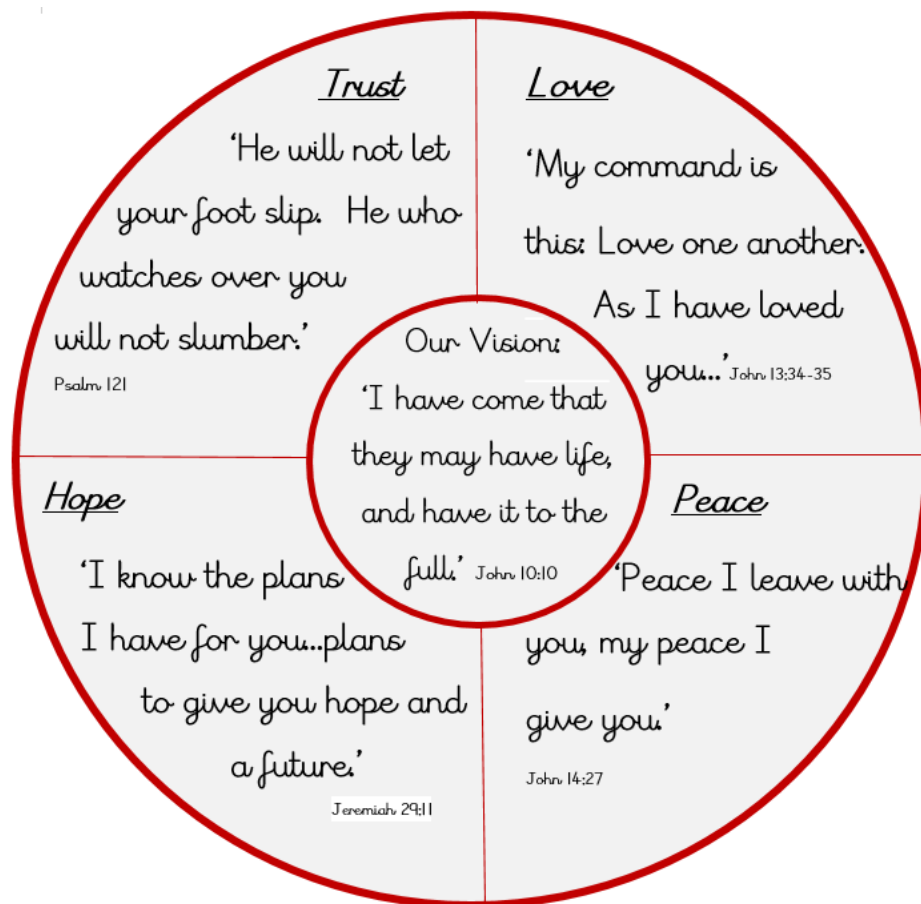 Trust
‘He will not let
your foot slip.  He who
watches over you
will not slumber.’
Psalm 121
Love
‘My command is
this: Love one another.
As I have loved
you...’ John 13:34-35
Our Vision:
‘I have come that
they may have life,
and have it to the
full.’ John 10:10
Hope
‘I know the plans
I have for you...plans
to give you hope and
a future.’
Jeremiah 29:11
Peace
‘Peace I leave with
you, my peace I
give you.’
John 14:27